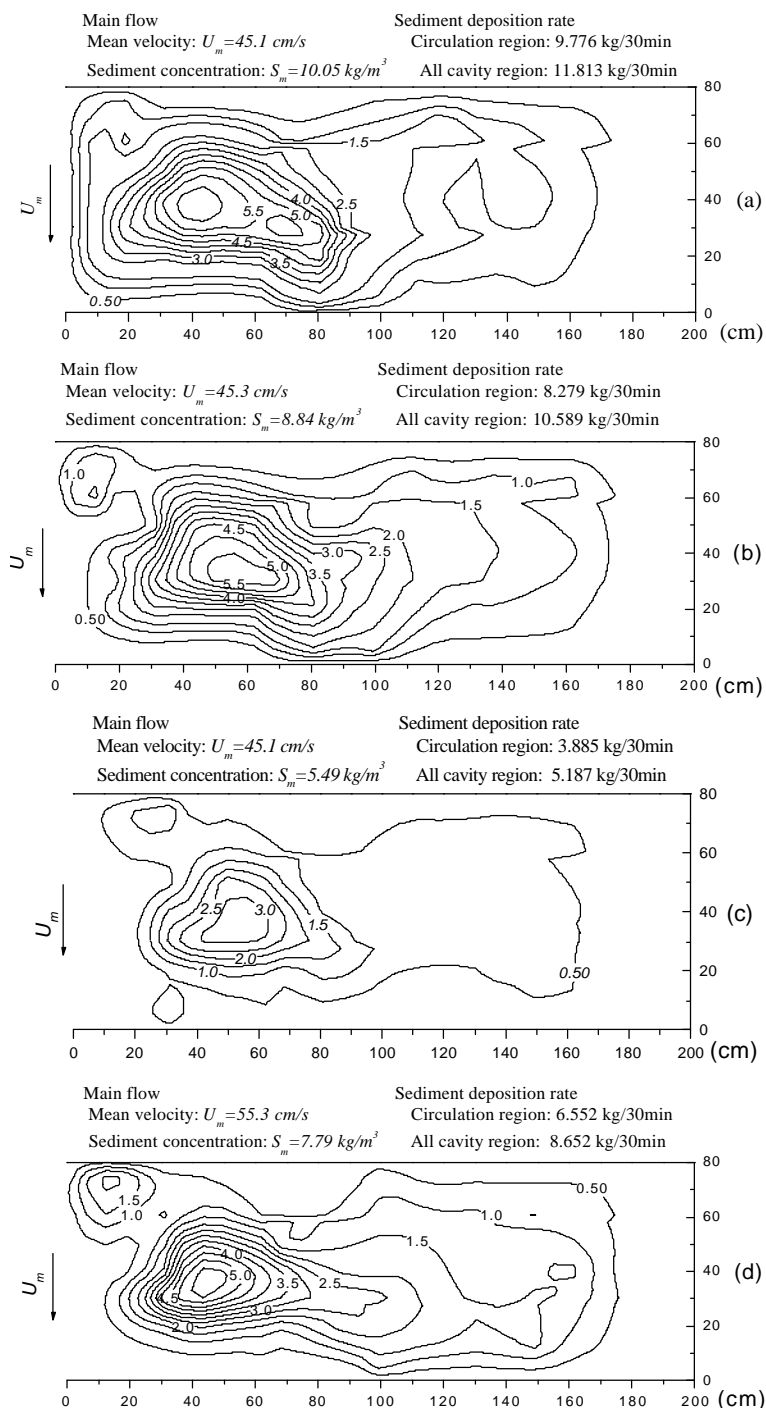 Main flow Sediment deposition rate
Mean velocity: U_m=45.1 cm/s Circulation region: 9.776 kg/30min
Sediment concentration: S_m=10.05 kg/m^3 All cavity region: 11.813 kg/30min
80
1.5
60
U_m
4.0 2.5
5.5 5.0
40
(a)
4.5
3.0 3.5
20
0.50
0
0 20 40 60 80 100 120 140 160 180 200 (cm)
Main flow Sediment deposition rate
Mean velocity: U_m=45.3 cm/s Circulation region: 8.279 kg/30min
Sediment concentration: S_m=8.84 kg/m^3 All cavity region: 10.589 kg/30min
80
1.0 1.0
60
1.5
U_m
4.5 2.0
3.0 2.5
40
(b)
5.0 3.5
5.5
4.0
20
0.50
0
0 20 40 60 80 100 120 140 160 180 200 (cm)
Main flow Sediment deposition rate
Mean velocity: U_m=45.1 cm/s Circulation region: 3.885 kg/30min
Sediment concentration: S_m=5.49 kg/m^3 All cavity region: 5.187 kg/30min
80
60
U_m
2.5 3.0 1.5
40
(c)
2.0
1.0 0.50
20
0
0 20 40 60 80 100 120 140 160 180 200 (cm)
Main flow Sediment deposition rate
Mean velocity: U_m=55.3 cm/s Circulation region: 6.552 kg/30min
Sediment concentration: S_m=7.79 kg/m^3 All cavity region: 8.652 kg/30min
80
0.50
1.5
1.0 1.0
60
1.5
U_m
4.0
5.0 3.5 2.5
40
(d)
4.5
3.0
2.0
20
0
0 20 40 60 80 100 120 140 160 180 200 (cm)